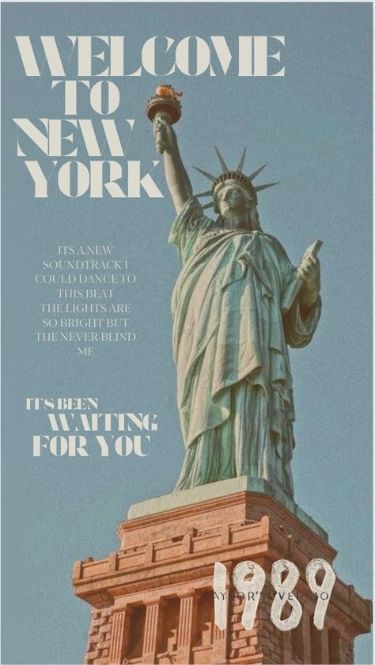 WELCOME
TO
NEW
YORK
ITS A NEW
SOUNDTRACK I
COULD DANCE TO
THIS BEAT
THE LIGHTS ARE
SO BRIGHT BUT
THE NEVER BLIND
ME
IT'S BEEN
WAITING
FOR YOU
1989